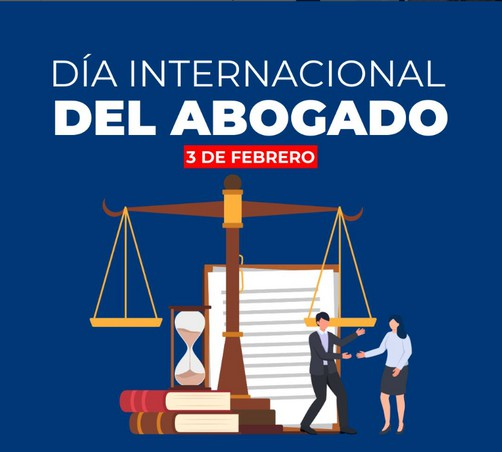 DÍA INTERNACIONAL
DEL ABOGADO
3 DE FEBRERO